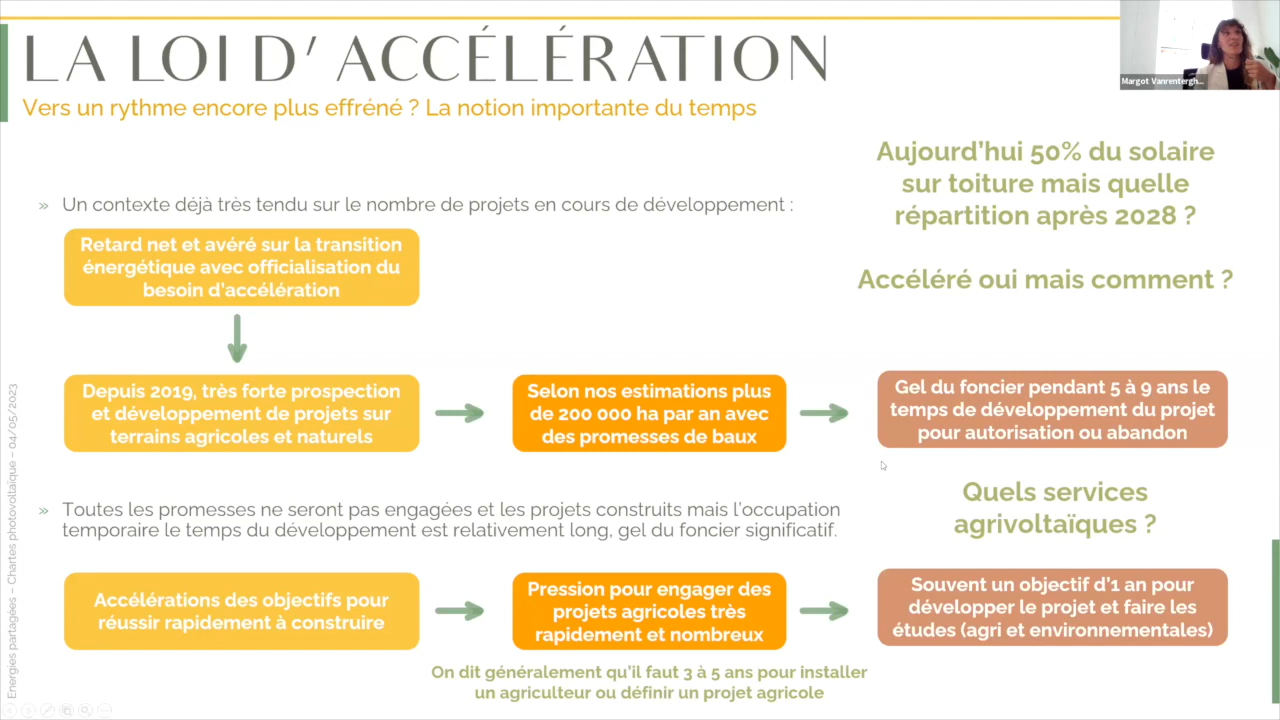 LA LOI D' ACCÉLÉRATION
Vers un rythme encore plus effréné ? La notion importante du temps
Margot Vanrentergh...
Aujourd'hui 50% du solaire
sur toiture mais quelle
répartition après 2028 ?
Accéléré oui mais comment ?
» Un contexte déjà très tendu sur le nombre de projets en cours de développement :
Retard net et avéré sur la transition
énergétique avec officialisation du
besoin d'accélération
Depuis 2019, très forte prospection
et développement de projets sur
terrains agricoles et naturels
Selon nos estimations plus
de 200 000 ha par an avec
des promesses de baux
Gel du foncier pendant 5 à 9 ans le
temps de développement du projet
pour autorisation ou abandon
» Toutes les promesses ne seront pas engagées et les projets construits mais l'occupation
temporaire le temps du développement est relativement long, gel du foncier significatif.
Quels services
agrivoltaïques ?
Accélérations des objectifs pour
réussir rapidement à construire
Pression pour engager des
projets agricoles très
rapidement et nombreux
Souvent un objectif d'1 an pour
développer le projet et faire les
études (agri et environnementales)
On dit généralement qu'il faut 3 à 5 ans pour installer
un agriculteur ou définir un projet agricole
Energies partagées – Chartes photovoltaïque – 04/05/2023